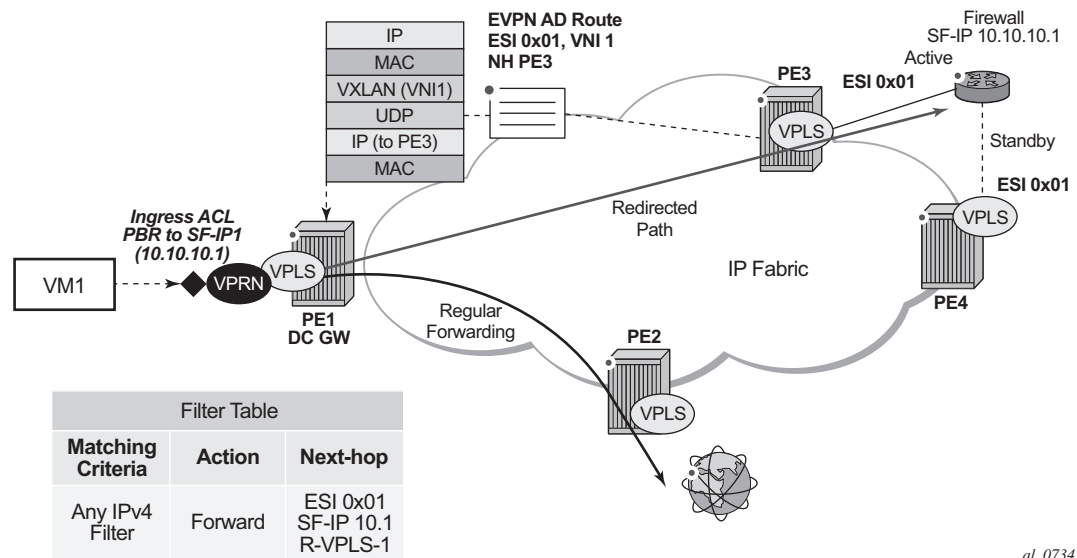 IP
MAC
VXLAN (VNI1)
UDP
IP (to PE3)
MAC
EVPN AD Route
ESI 0x01, VNI 1
NH PE3
Firewall
SF-IP 10.10.10.1
Active
PE3
ESI 0x01
VPLS
Standby
ESI 0x01
VPLS
PE4
Redirected
Path
IP Fabric
Ingress ACL
PBR to SF-IP1
(10.10.10.1)
VM1
VPRN
VPLS
PE1
DC GW
Regular
Forwarding
PE2
VPLS
Filter Table
Matching
Criteria
Action
Next-hop
Any IPv4
Filter
Forward
ESI 0x01
SF-IP 10.1
R-VPLS-1
al_0734